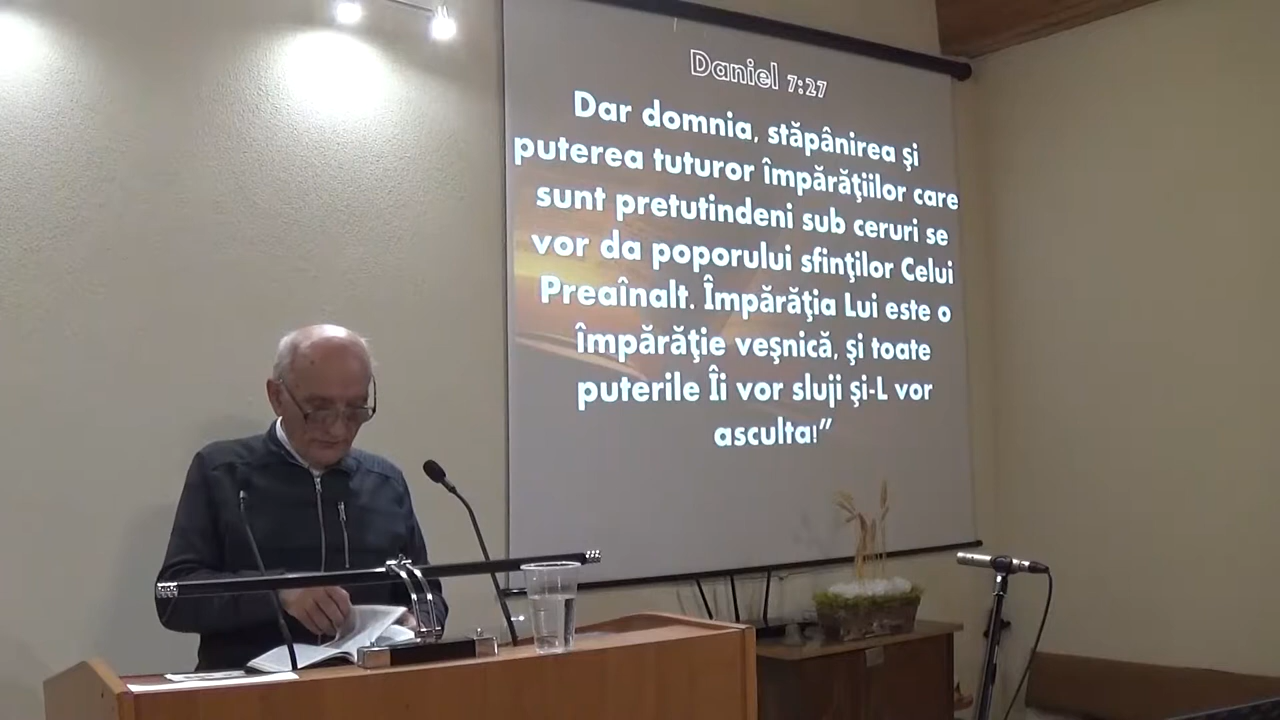 Daniel 7:27
Dar domnia, stăpânirea şi
puterea tuturor împărăţiilor care
sunt pretutindeni sub ceruri se
vor da poporului sfinţilor Celui
Preaînalt. Împărăţia Lui este o
împărăţie veşnică, şi toate
puterile Îi vor sluji şi-L vor
asculta!”